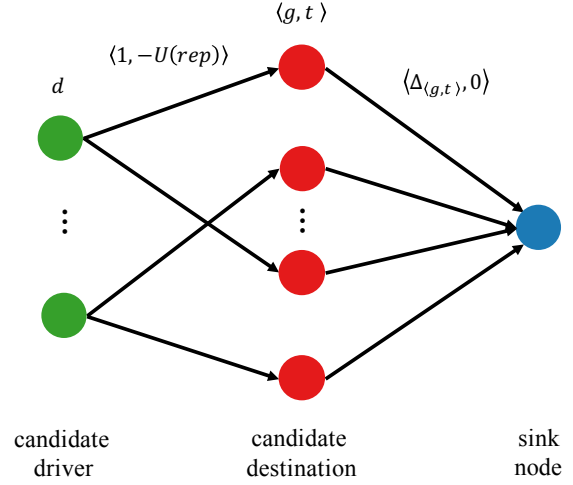 ⟨g, t ⟩
⟨1, −U(rep)⟩
d
⟨Δ⟨g,t ⟩, 0⟩
⋮
⋮
candidate driver
candidate destination
sink node